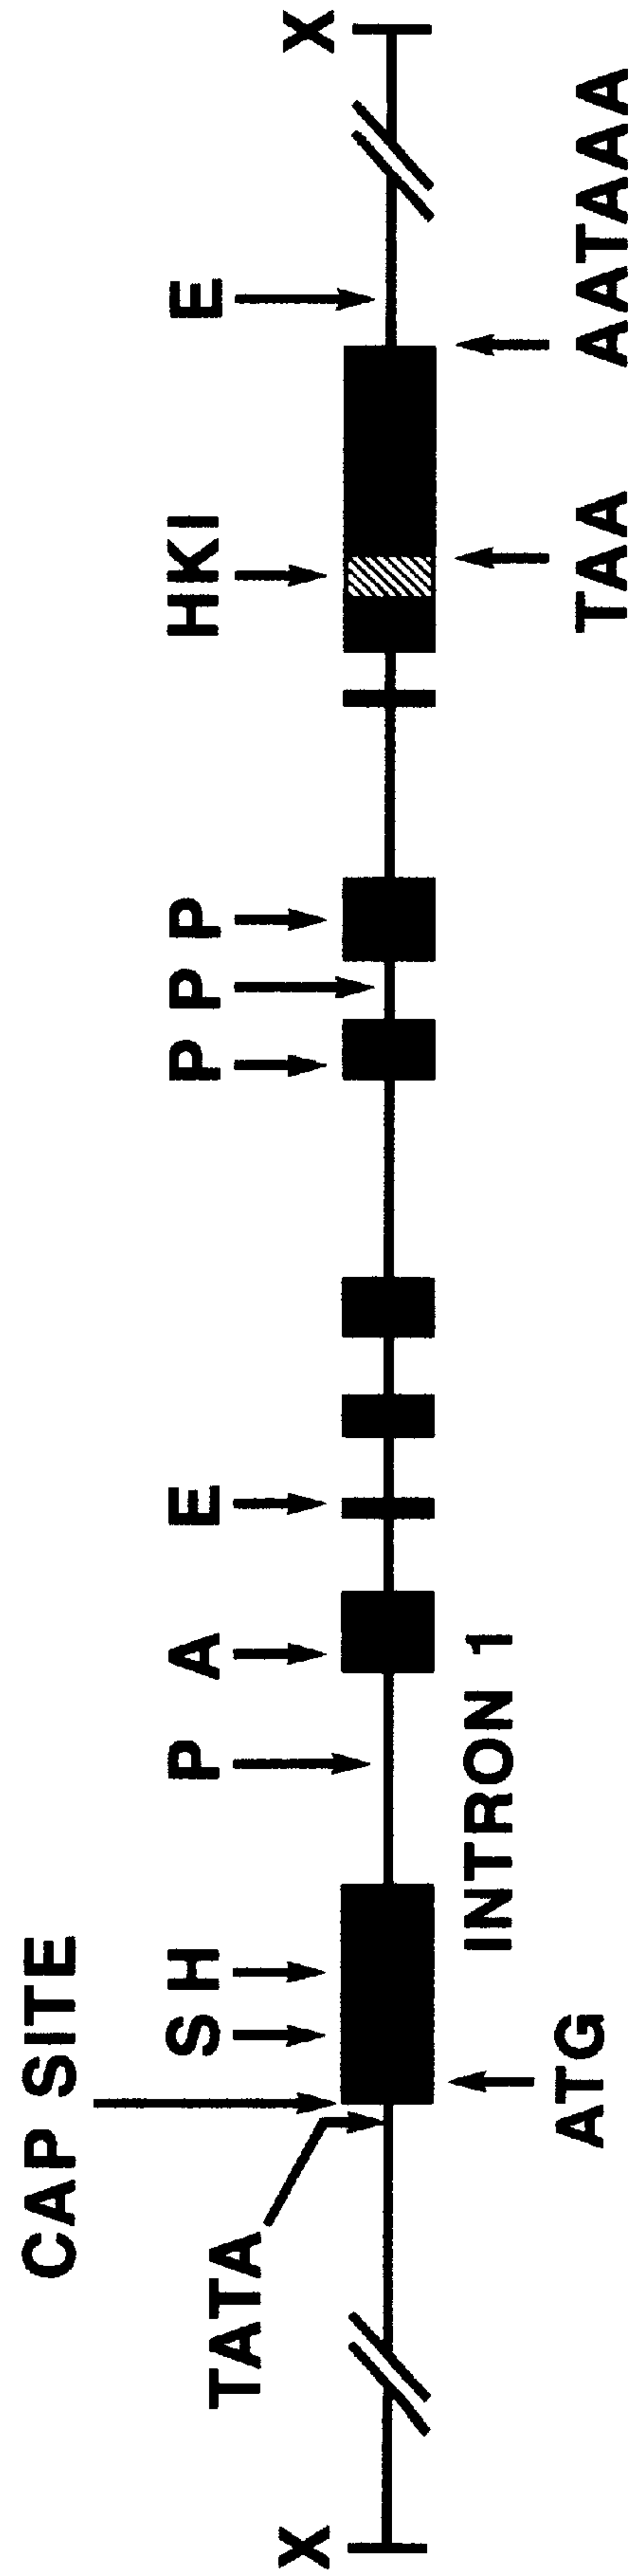 CAP SITE
TATA
S H P A E P P P HKI E
X X
INTRON 1
ATG TAA AATAAA